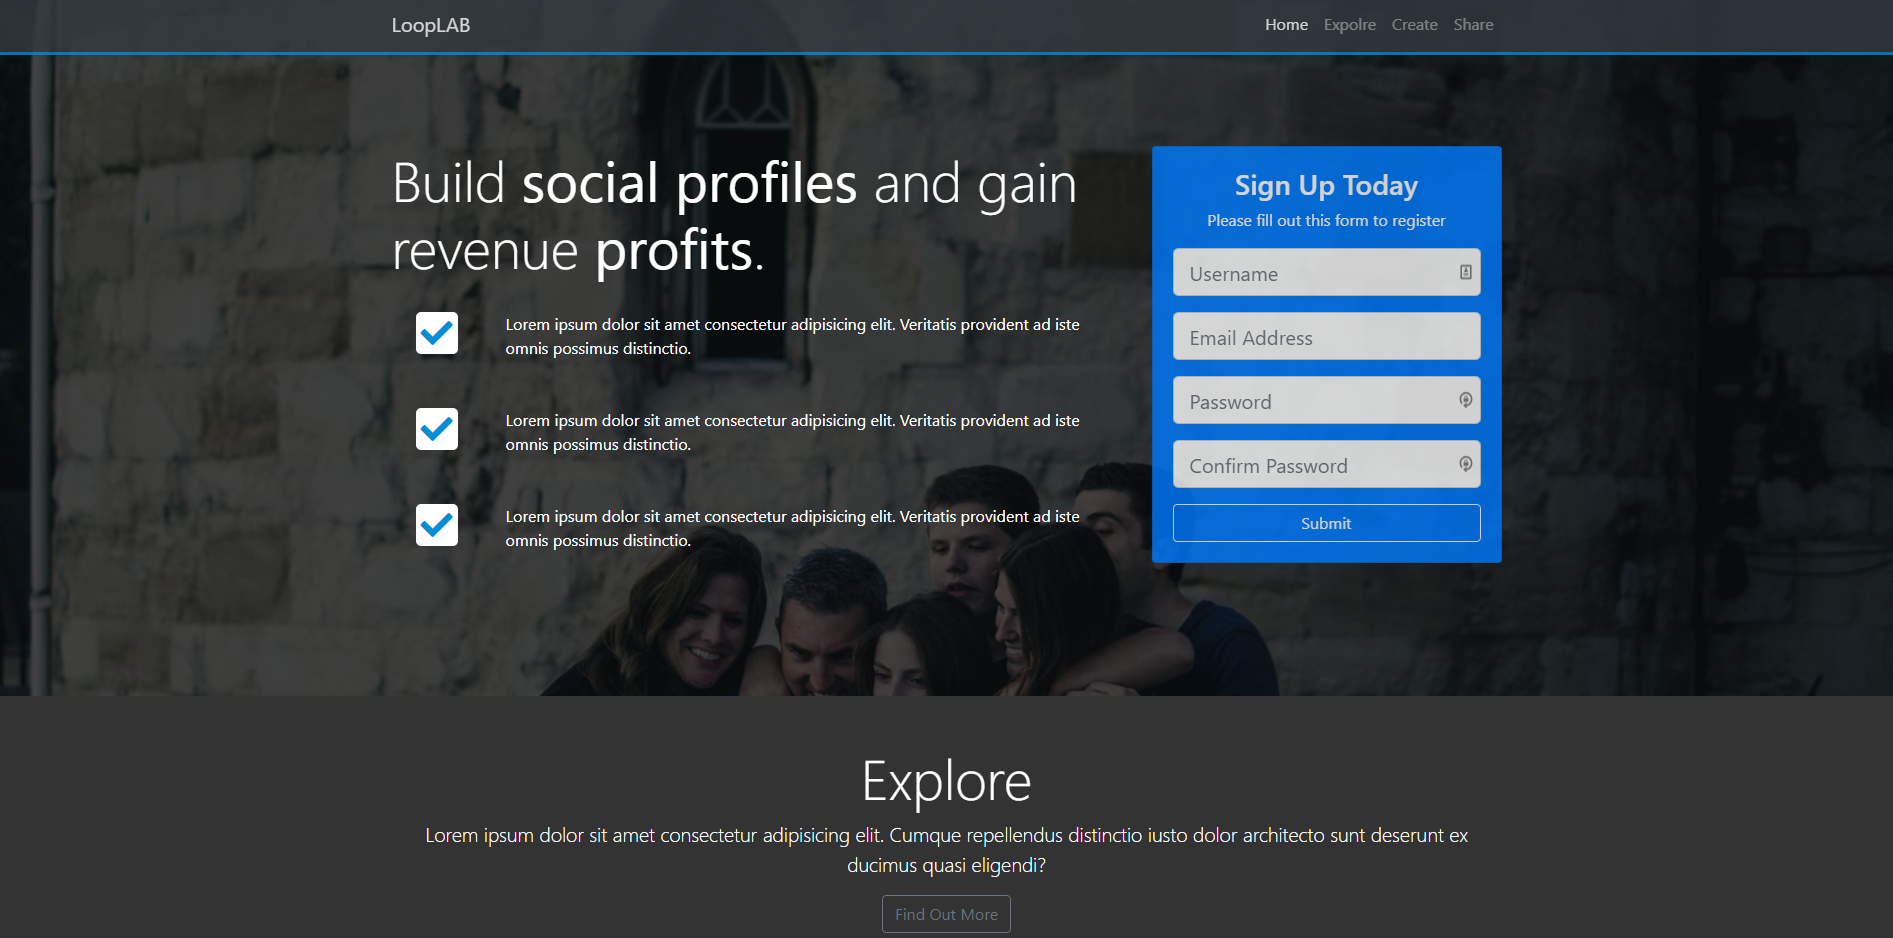 LoopLAB
Home Expolre Create Share
Build social profiles and gain
revenue profits.
Lorem ipsum dolor sit amet consectetur adipisicing elit. Veritatis provident ad iste
omnis possimus distinctio.
Lorem ipsum dolor sit amet consectetur adipisicing elit. Veritatis provident ad iste
omnis possimus distinctio.
Lorem ipsum dolor sit amet consectetur adipisicing elit. Veritatis provident ad iste
omnis possimus distinctio.
Sign Up Today
Please fill out this form to register
Username
Email Address
Password
Confirm Password
Submit
Explore
Lorem ipsum dolor sit amet consectetur adipisicing elit. Cumque repellendus distinctio iusto dolor architecto sunt deserunt ex
ducimus quasi eligendi?
Find Out More